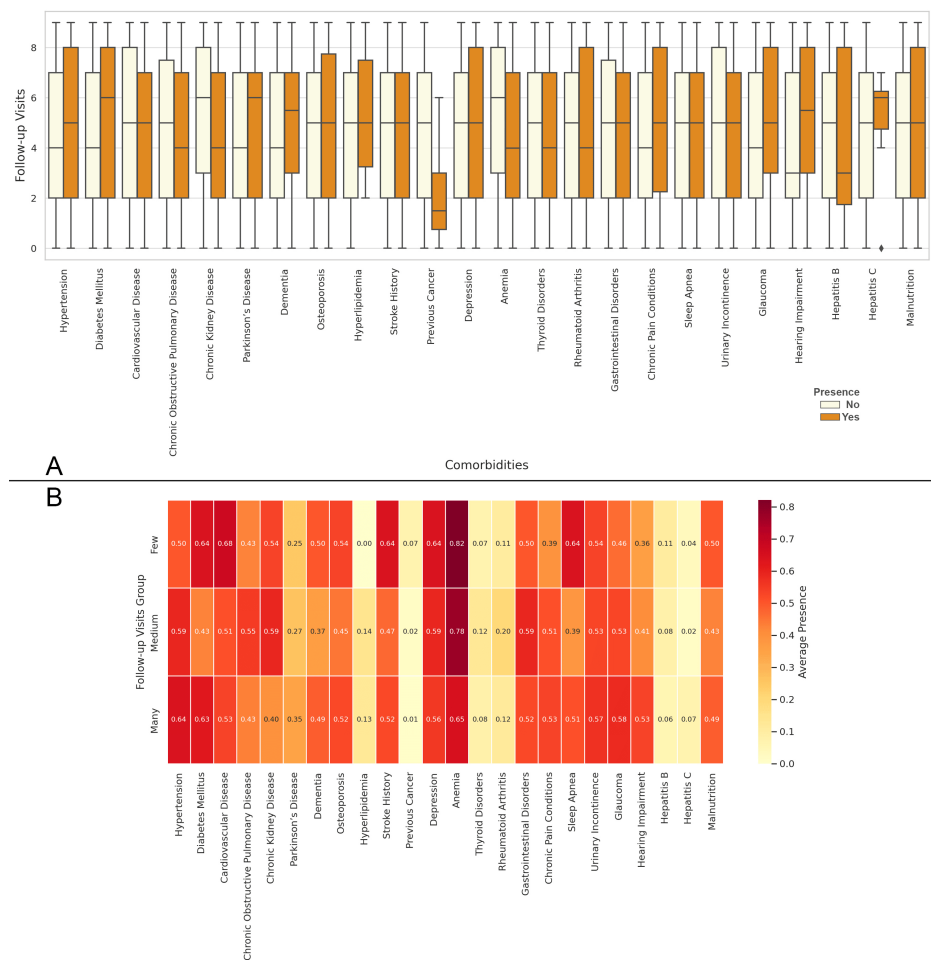 8
6
4
2
0
Follow-up Visits
Hypertension
Diabetes Mellitus
Cardiovascular Disease
Chronic Obstructive Pulmonary Disease
Chronic Kidney Disease
Parkinson's Disease
Dementia
Osteoporosis
Hyperlipidemia
Stroke History
Previous Cancer
Depression
Anemia
Thyroid Disorders
Rheumatoid Arthritis
Gastrointestinal Disorders
Chronic Pain Conditions
Sleep Apnea
Urinary Incontinence
Glaucoma
Hearing Impairment
Hepatitis B
Hepatitis C
Malnutrition
Presence
No
Yes
A
Comorbidities
B
Follow-up Visits Group
Few
0.50 0.64 0.68 0.43 0.54 0.25 0.50 0.54 0.00 0.64 0.07 0.64 0.82 0.07 0.11 0.50 0.39 0.64 0.54 0.46 0.36 0.11 0.04 0.50
Medium
0.59 0.43 0.51 0.55 0.59 0.27 0.37 0.45 0.14 0.47 0.02 0.59 0.78 0.12 0.20 0.59 0.51 0.39 0.53 0.53 0.41 0.08 0.02 0.43
Many
0.64 0.63 0.53 0.43 0.40 0.35 0.49 0.52 0.13 0.52 0.01 0.56 0.65 0.08 0.12 0.52 0.53 0.51 0.57 0.58 0.53 0.06 0.07 0.49
Hypertension
Diabetes Mellitus
Cardiovascular Disease
Chronic Obstructive Pulmonary Disease
Chronic Kidney Disease
Parkinson's Disease
Dementia
Osteoporosis
Hyperlipidemia
Stroke History
Previous Cancer
Depression
Anemia
Thyroid Disorders
Rheumatoid Arthritis
Gastrointestinal Disorders
Chronic Pain Conditions
Sleep Apnea
Urinary Incontinence
Glaucoma
Hearing Impairment
Hepatitis B
Hepatitis C
Malnutrition
0.8
0.7
0.6
0.5
0.4
0.3
0.2
0.1
0.0
Average Presence